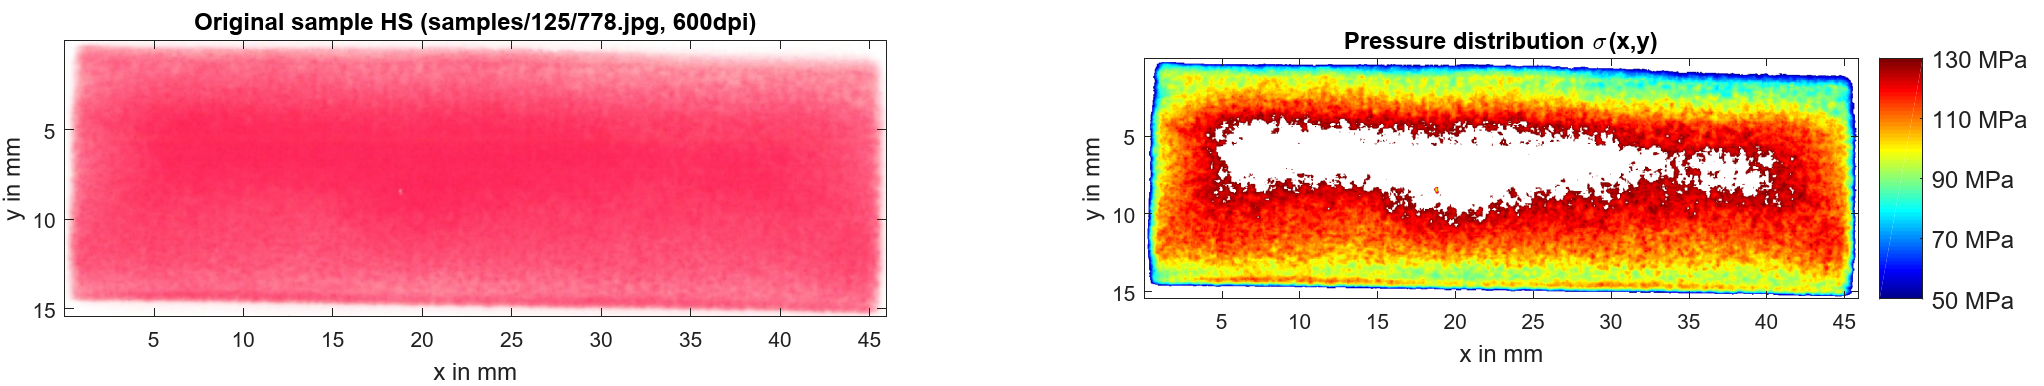 Original sample HS (samples/125/778.jpg, 600dpi)
y in mm
5
10
15
5 10 15 20 25 30 35 40 45
x in mm
Pressure distribution σ(x,y)
y in mm
5
10
15
5 10 15 20 25 30 35 40 45
x in mm
130 MPa
110 MPa
90 MPa
70 MPa
50 MPa